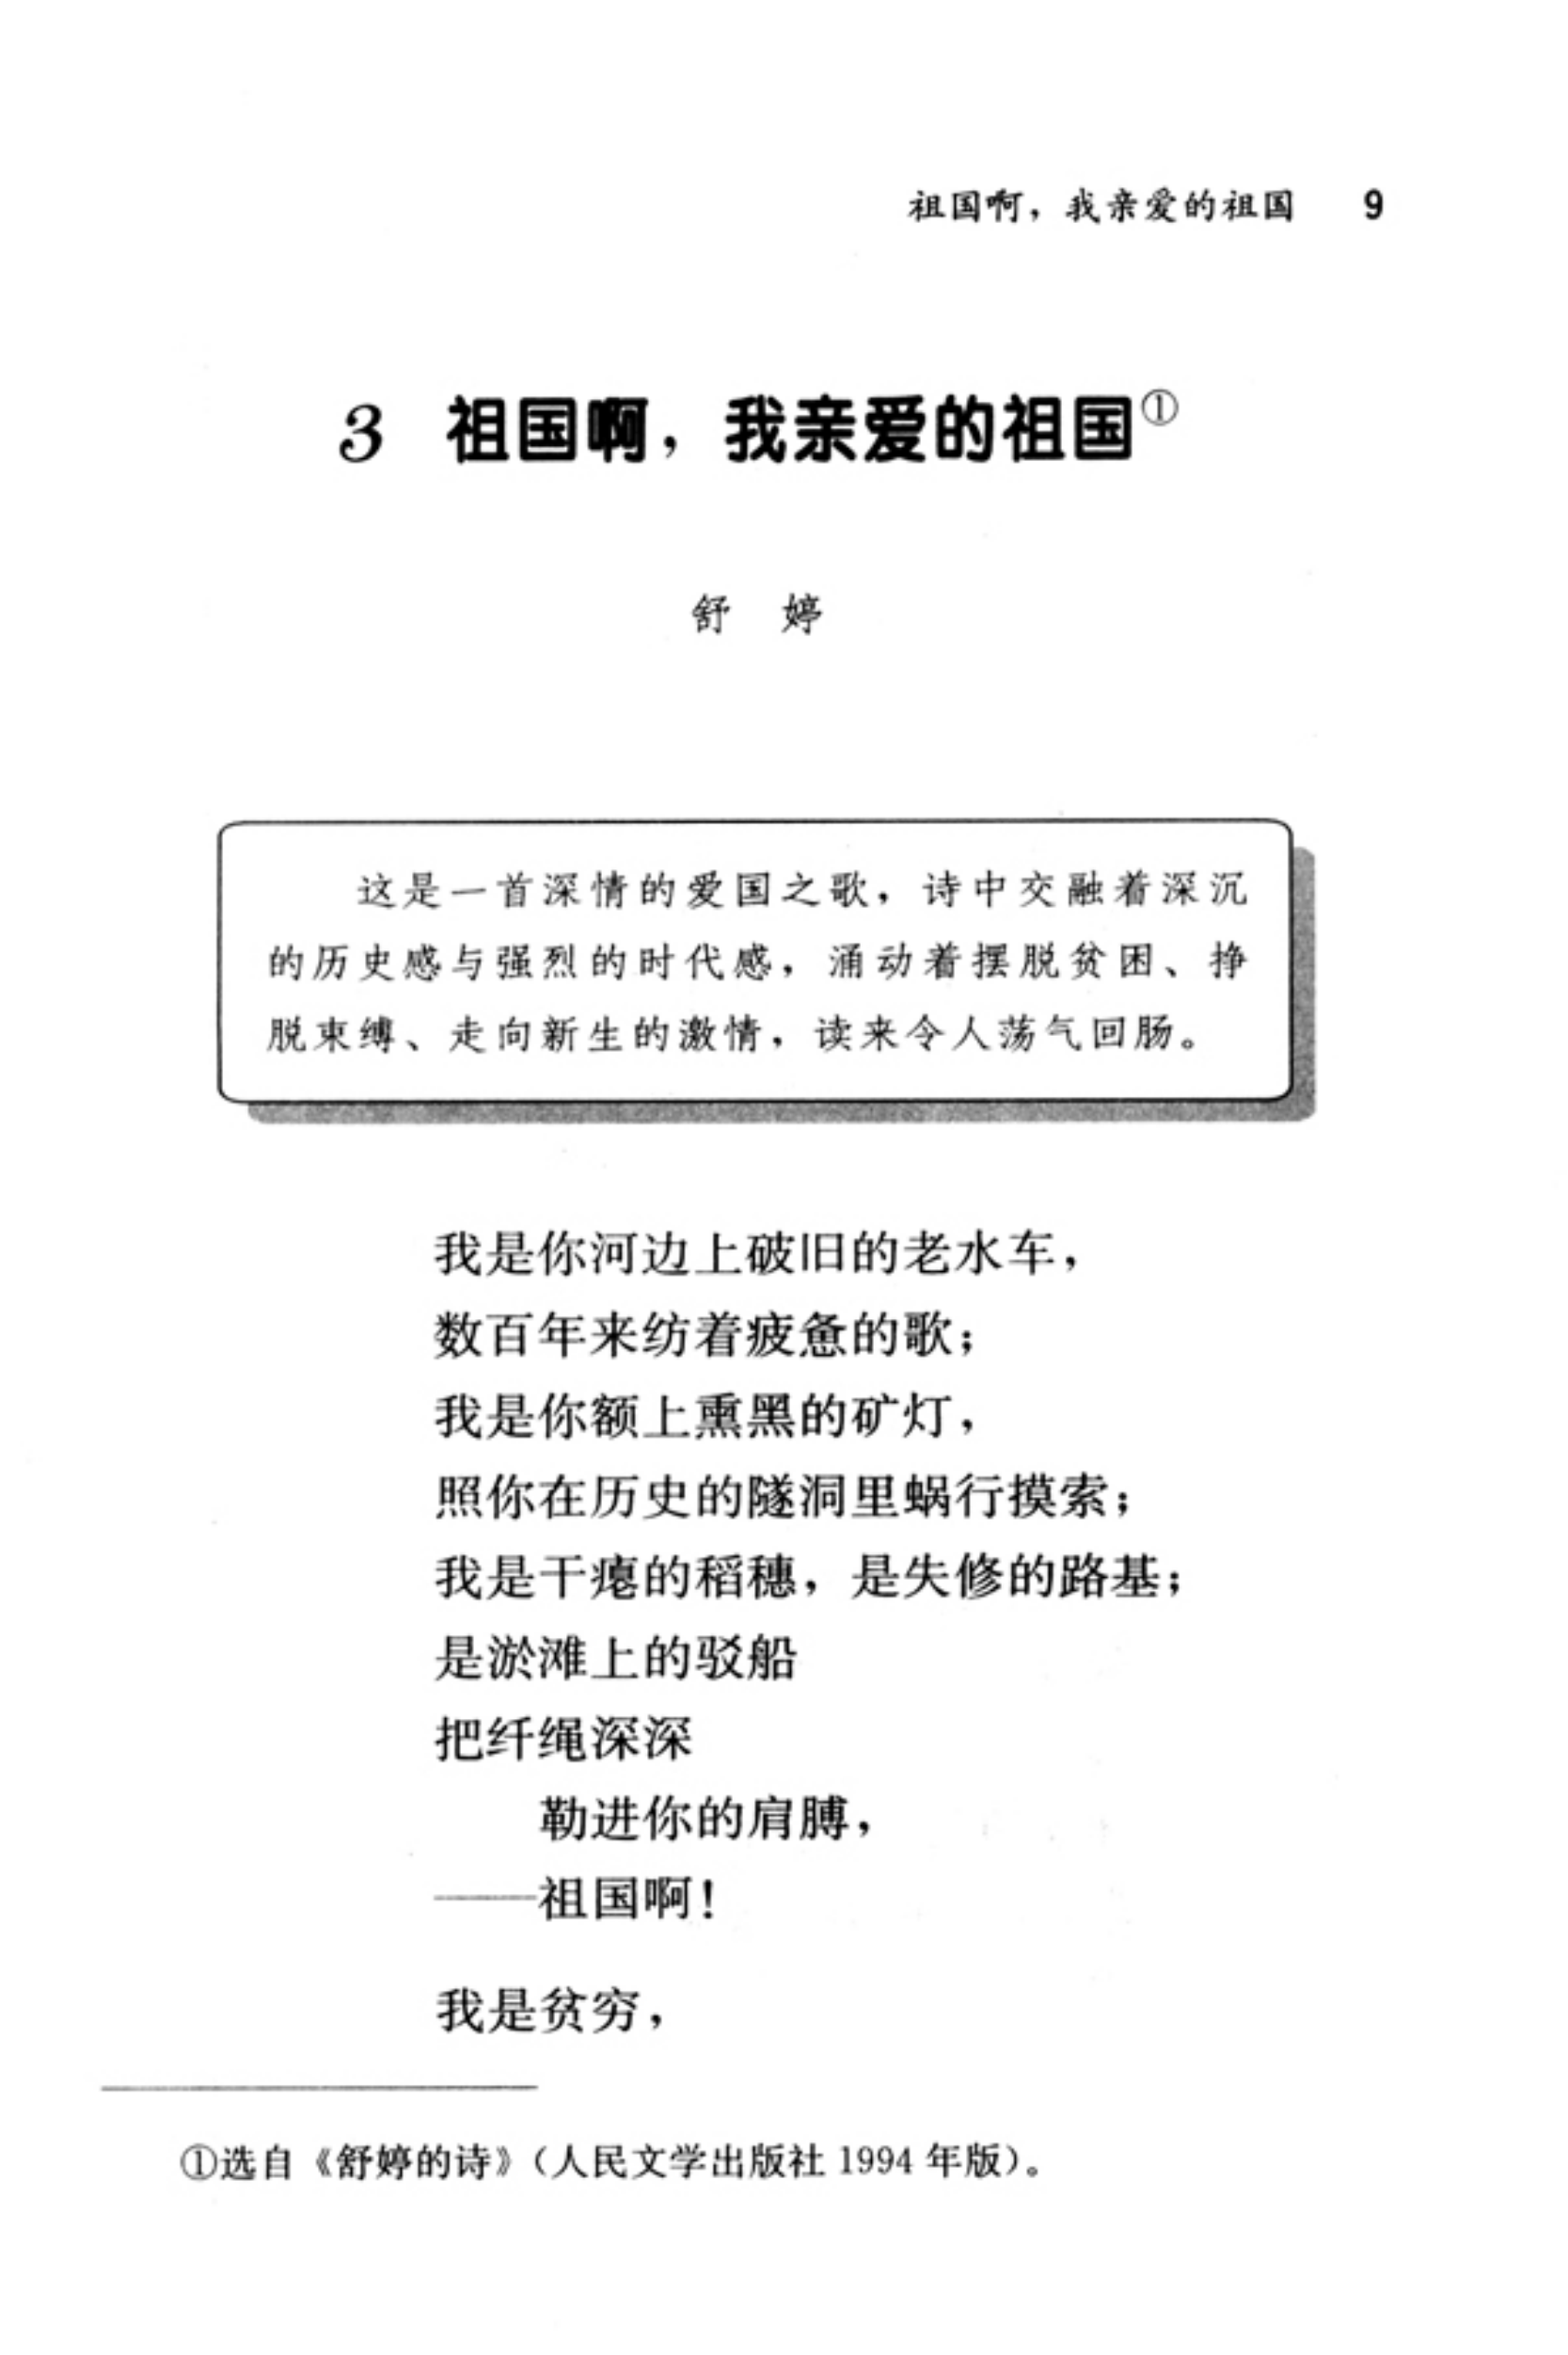 祖国啊，我亲爱的祖国 9
3 祖国啊，我亲爱的祖国①
舒 婷
这是一首深情的爱国之歌，诗中交融着深沉
的历史感与强烈的时代感，涌动着摆脱贫困、挣
脱束缚、走向新生的激情，读来令人荡气回肠。
我是你河边上破旧的老水车，
数百年来纺着疲惫的歌；
我是你额上熏黑的矿灯，
照你在历史的隧洞里蜗行摸索；
我是干瘪的稻穗，是失修的路基；
是淤滩上的驳船
把纤绳深深
勒进你的肩膊，
——祖国啊！
我是贫穷，
①选自《舒婷的诗》（人民文学出版社 1994 年版）。